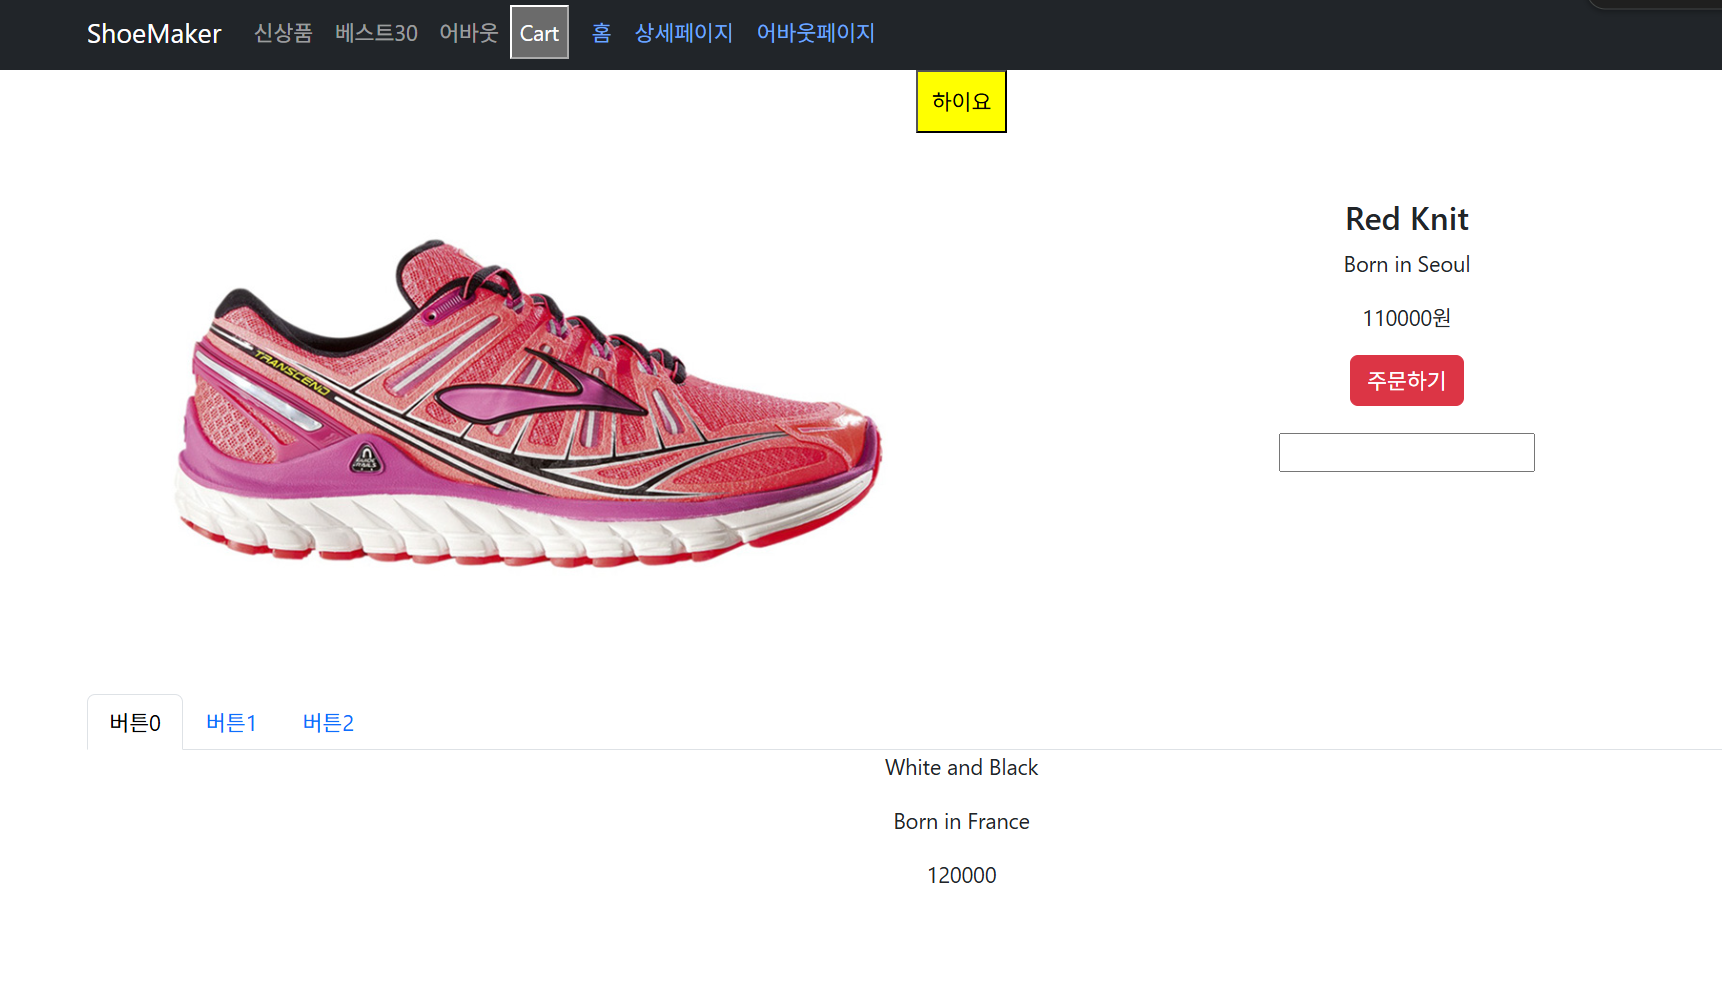 ShoeMaker 신상품 베스트30 어바웃 Cart 홈 상세페이지 어바웃페이지
하이요
TRANSCEND
Red Knit
Born in Seoul
110000원
주문하기
버튼0 버튼1 버튼2
White and Black
Born in France
120000